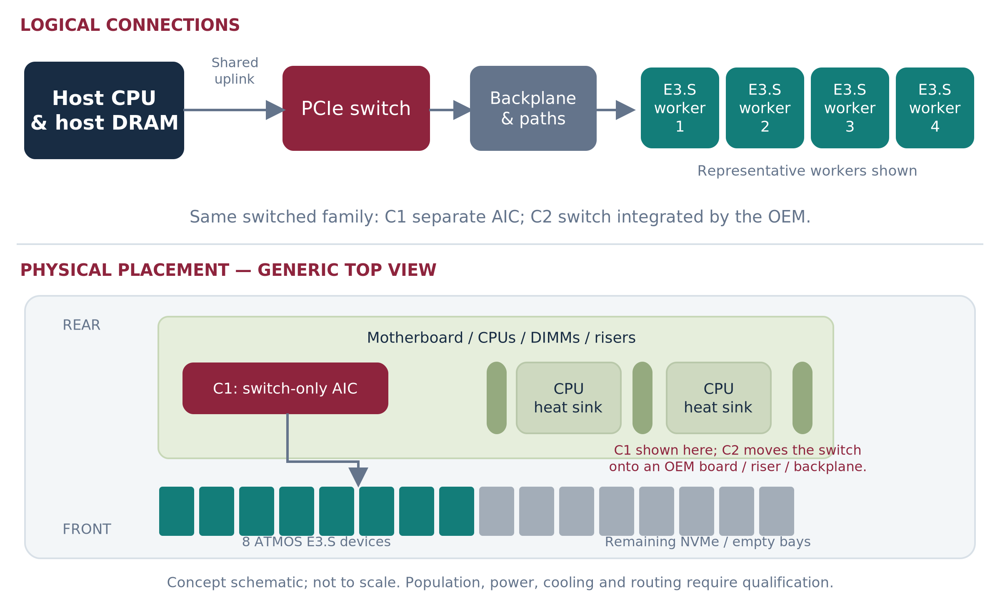 LOGICAL CONNECTIONS
Shared
uplink
Host CPU
& host DRAM
PCIe switch
Backplane
& paths
E3.S
worker
1
E3.S
worker
2
E3.S
worker
3
E3.S
worker
4
Representative workers shown
Same switched family: C1 separate AIC; C2 switch integrated by the OEM.
PHYSICAL PLACEMENT — GENERIC TOP VIEW
REAR
Motherboard / CPUs / DIMMs / risers
C1: switch-only AIC
CPU
heat sink
CPU
heat sink
C1 shown here; C2 moves the switch
onto an OEM board / riser / backplane.
FRONT
8 ATMOS E3.S devices
Remaining NVMe / empty bays
Concept schematic; not to scale. Population, power, cooling and routing require qualification.